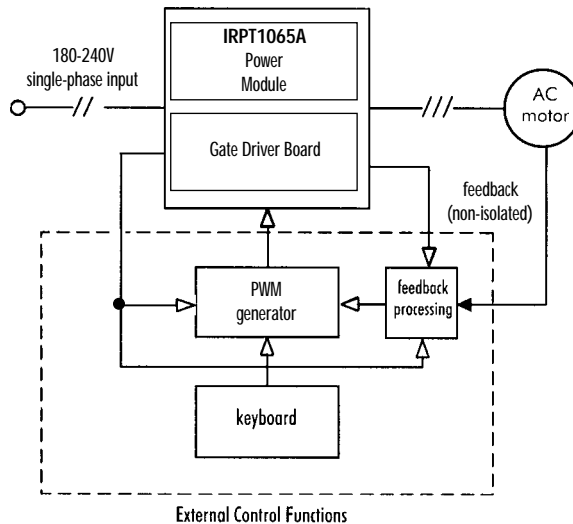 IRPT1065A
Power
Module
180-240V
single-phase input
AC
motor
Gate Driver Board
feedback
(non-isolated)
PWM
generator
feedback
processing
keyboard
External Control Functions